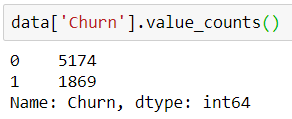 data['Churn'].value_counts()
0    5174
1    1869
Name: Churn, dtype: int64